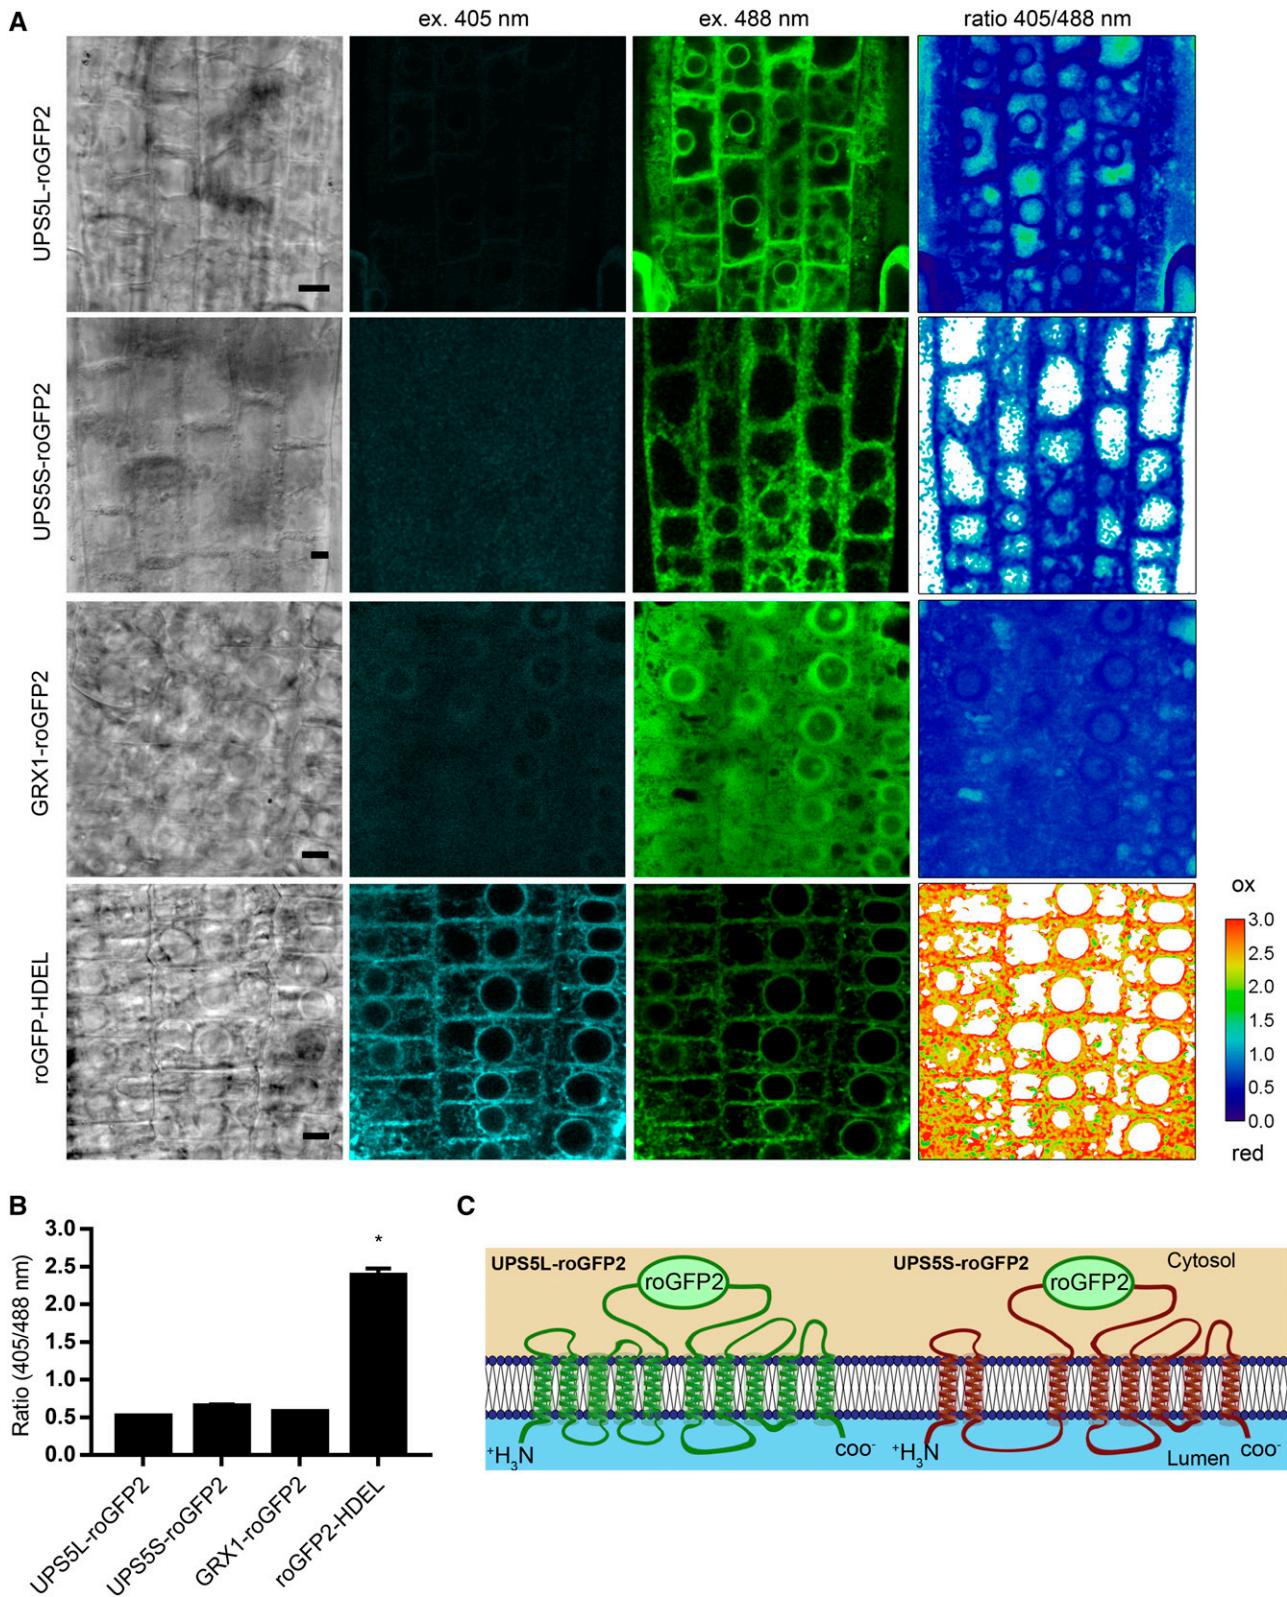 A
ex. 405 nm
ex. 488 nm
ratio 405/488 nm
UPS5L-roGFP2
UPS5S-roGFP2
GRX1-roGFP2
roGFP-HDEL
ox
3.0
2.5
2.0
1.5
1.0
0.5
0.0
red
B
3.0
2.5
2.0
1.5
1.0
0.5
0.0
Ratio (405/488 nm)
*
UPS5L-roGFP2
UPS5S-roGFP2
GRX1-roGFP2
roGFP2-HDEL
C
UPS5L-roGFP2
roGFP2
UPS5S-roGFP2
roGFP2
Cytosol
⁺H₃N
COO⁻
⁺H₃N
Lumen
COO⁻